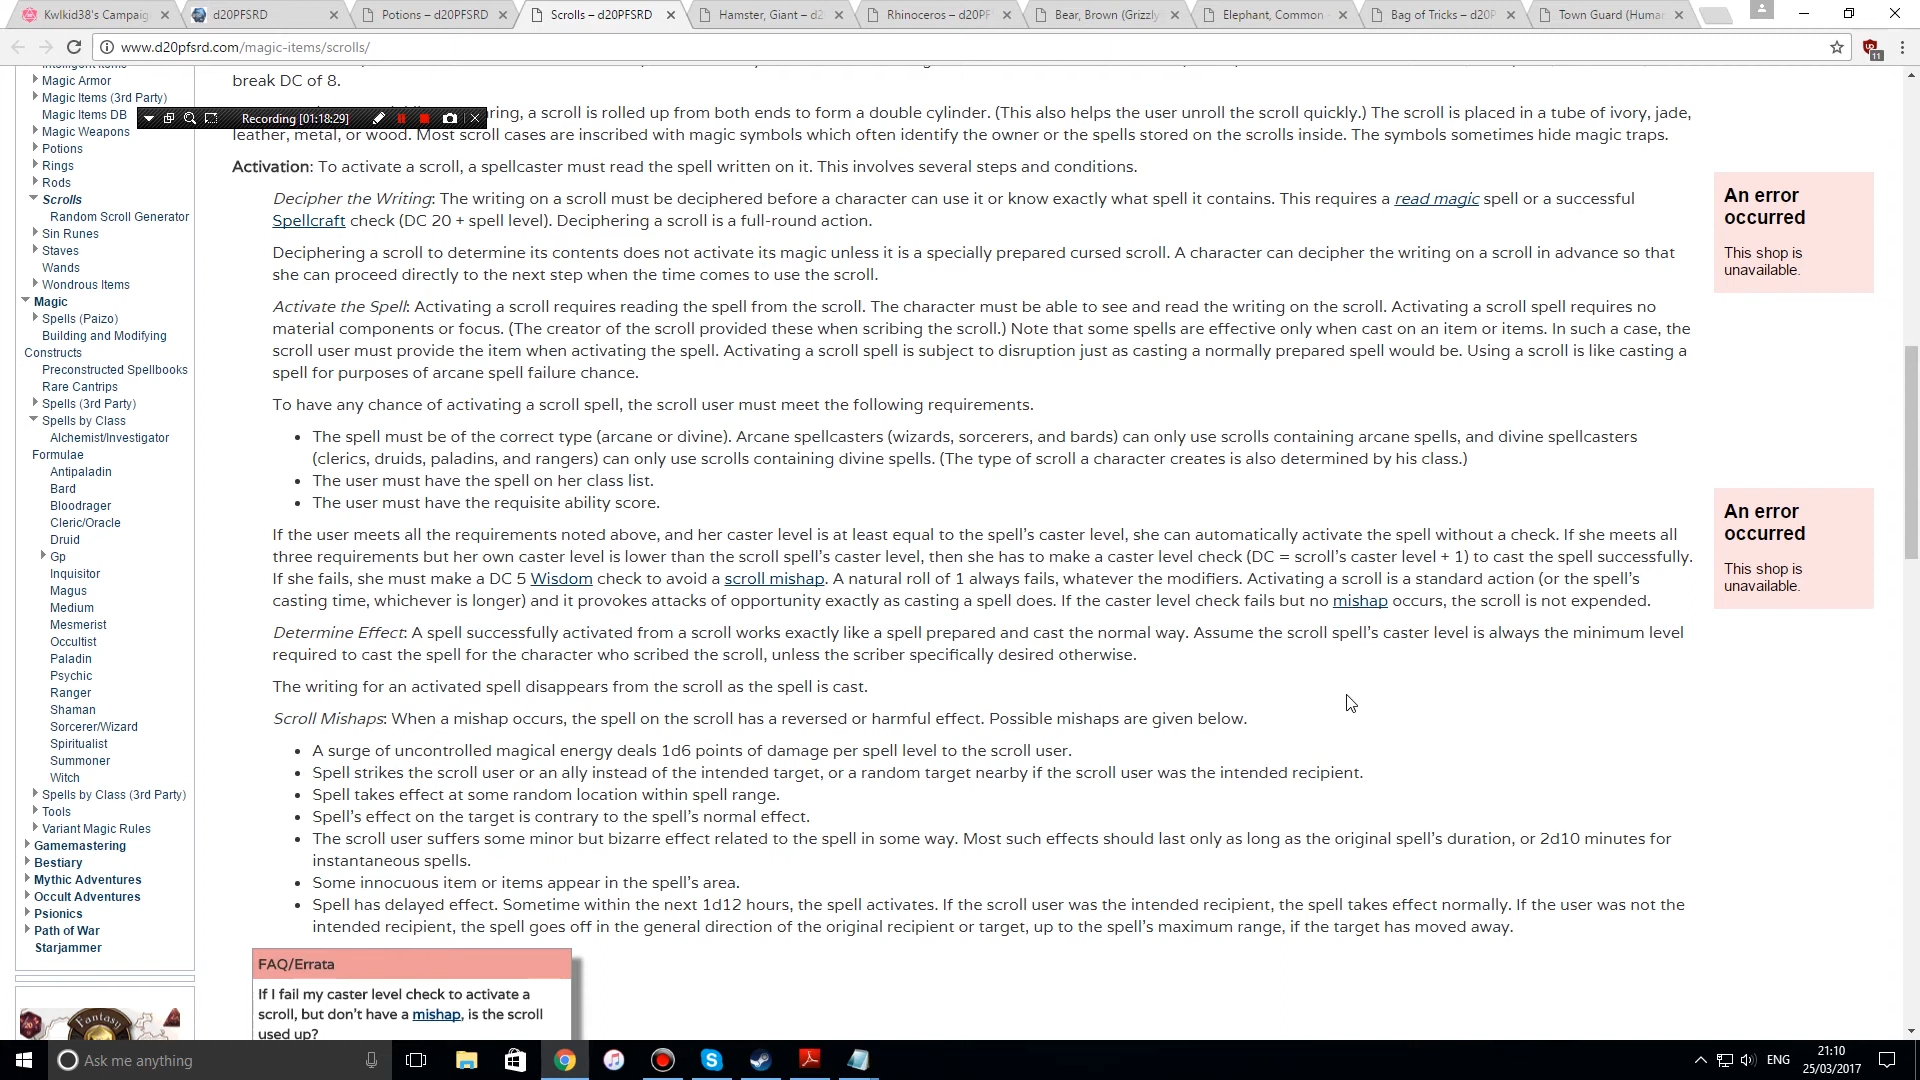 Kwlkid38's Campaig
d20PFSRD
Potions – d20PFSRD
Scrolls – d20PFSRD
Hamster, Giant – d2
Rhinoceros – d20PF
Bear, Brown (Grizzly
Elephant, Common
Bag of Tricks – d20P
Town Guard (Human
www.d20pfsrd.com/magic-items/scrolls/
11
Magic Armor
Magic Items (3rd Party)
Magic Items DB
Magic Weapons
Potions
Rings
Rods
Scrolls
Random Scroll Generator
Sin Runes
Staves
Wands
Wondrous Items
Magic
Spells (Paizo)
Building and Modifying
Constructs
Preconstructed Spellbooks
Rare Cantrips
Spells (3rd Party)
Spells by Class
Alchemist/Investigator
Formulae
Antipaladin
Bard
Bloodrager
Cleric/Oracle
Druid
Gp
Inquisitor
Magus
Medium
Mesmerist
Occultist
Paladin
Psychic
Ranger
Shaman
Sorcerer/Wizard
Spiritualist
Summoner
Witch
Spells by Class (3rd Party)
Tools
Variant Magic Rules
Gamemastering
Bestiary
Mythic Adventures
Occult Adventures
Psionics
Path of War
Starjammer
Fantasy
Recording [01:18:29]
break DC of 8.
ring, a scroll is rolled up from both ends to form a double cylinder. (This also helps the user unroll the scroll quickly.) The scroll is placed in a tube of ivory, jade,
leather, metal, or wood. Most scroll cases are inscribed with magic symbols which often identify the owner or the spells stored on the scrolls inside. The symbols sometimes hide magic traps.
Activation: To activate a scroll, a spellcaster must read the spell written on it. This involves several steps and conditions.
Decipher the Writing: The writing on a scroll must be deciphered before a character can use it or know exactly what spell it contains. This requires a read magic spell or a successful
Spellcraft check (DC 20 + spell level). Deciphering a scroll is a full-round action.
Deciphering a scroll to determine its contents does not activate its magic unless it is a specially prepared cursed scroll. A character can decipher the writing on a scroll in advance so that
she can proceed directly to the next step when the time comes to use the scroll.
Activate the Spell: Activating a scroll requires reading the spell from the scroll. The character must be able to see and read the writing on the scroll. Activating a scroll spell requires no
material components or focus. (The creator of the scroll provided these when scribing the scroll.) Note that some spells are effective only when cast on an item or items. In such a case, the
scroll user must provide the item when activating the spell. Activating a scroll spell is subject to disruption just as casting a normally prepared spell would be. Using a scroll is like casting a
spell for purposes of arcane spell failure chance.
To have any chance of activating a scroll spell, the scroll user must meet the following requirements.
• The spell must be of the correct type (arcane or divine). Arcane spellcasters (wizards, sorcerers, and bards) can only use scrolls containing arcane spells, and divine spellcasters
(clerics, druids, paladins, and rangers) can only use scrolls containing divine spells. (The type of scroll a character creates is also determined by his class.)
• The user must have the spell on her class list.
• The user must have the requisite ability score.
If the user meets all the requirements noted above, and her caster level is at least equal to the spell's caster level, she can automatically activate the spell without a check. If she meets all
three requirements but her own caster level is lower than the scroll spell's caster level, then she has to make a caster level check (DC = scroll's caster level + 1) to cast the spell successfully.
If she fails, she must make a DC 5 Wisdom check to avoid a scroll mishap. A natural roll of 1 always fails, whatever the modifiers. Activating a scroll is a standard action (or the spell's
casting time, whichever is longer) and it provokes attacks of opportunity exactly as casting a spell does. If the caster level check fails but no mishap occurs, the scroll is not expended.
Determine Effect: A spell successfully activated from a scroll works exactly like a spell prepared and cast the normal way. Assume the scroll spell's caster level is always the minimum level
required to cast the spell for the character who scribed the scroll, unless the scriber specifically desired otherwise.
The writing for an activated spell disappears from the scroll as the spell is cast.
Scroll Mishaps: When a mishap occurs, the spell on the scroll has a reversed or harmful effect. Possible mishaps are given below.
• A surge of uncontrolled magical energy deals 1d6 points of damage per spell level to the scroll user.
• Spell strikes the scroll user or an ally instead of the intended target, or a random target nearby if the scroll user was the intended recipient.
• Spell takes effect at some random location within spell range.
• Spell's effect on the target is contrary to the spell's normal effect.
• The scroll user suffers some minor but bizarre effect related to the spell in some way. Most such effects should last only as long as the original spell's duration, or 2d10 minutes for
instantaneous spells.
• Some innocuous item or items appear in the spell's area.
• Spell has delayed effect. Sometime within the next 1d12 hours, the spell activates. If the scroll user was the intended recipient, the spell takes effect normally. If the user was not the
intended recipient, the spell goes off in the general direction of the original recipient or target, up to the spell's maximum range, if the target has moved away.
FAQ/Errata
If I fail my caster level check to activate a
scroll, but don't have a mishap, is the scroll
used up?
An error
occurred
This shop is
unavailable.
An error
occurred
This shop is
unavailable.
Ask me anything
ENG
21:10
25/03/2017